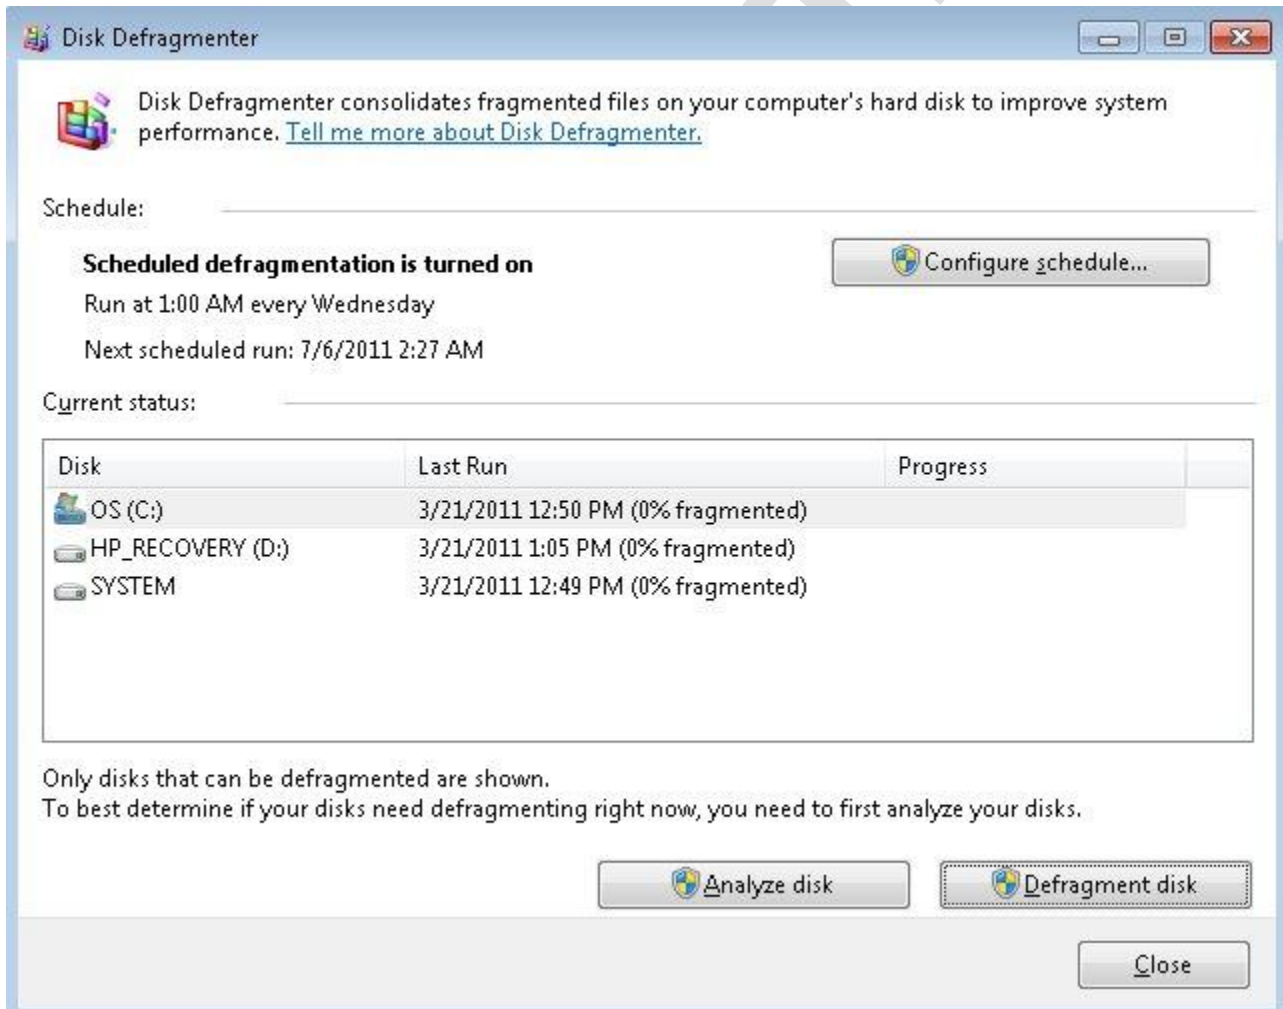 Disk Defragmenter
Disk Defragmenter consolidates fragmented files on your computer's hard disk to improve system
performance. Tell me more about Disk Defragmenter.
Schedule:
Scheduled defragmentation is turned on
Configure schedule...
Run at 1:00 AM every Wednesday
Next scheduled run: 7/6/2011 2:27 AM
Current status:
Disk Last Run Progress
OS (C:) 3/21/2011 12:50 PM (0% fragmented)
HP_RECOVERY (D:) 3/21/2011 1:05 PM (0% fragmented)
SYSTEM 3/21/2011 12:49 PM (0% fragmented)
Only disks that can be defragmented are shown.
To best determine if your disks need defragmenting right now, you need to first analyze your disks.
Analyze disk Defragment disk
Close